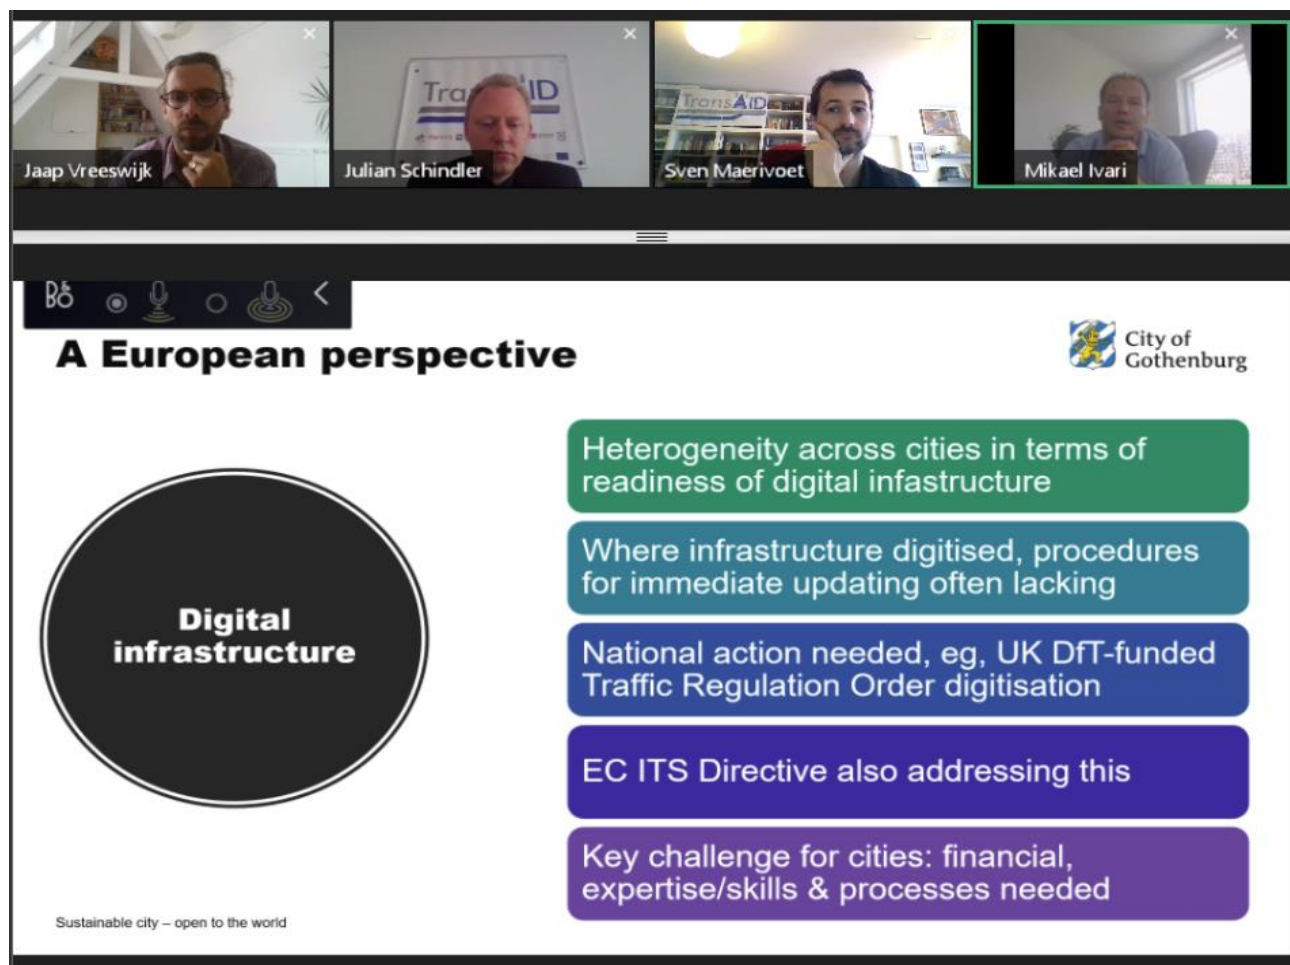 TransAID
TransAID
Jaap Vreeswijk
Julian Schindler
Sven Maerivoet
Mikael Ivari
A European perspective
City of
Gothenburg
Digital
infrastructure
Heterogeneity across cities in terms of
readiness of digital infastructure
Where infrastructure digitised, procedures
for immediate updating often lacking
National action needed, eg, UK DfT-funded
Traffic Regulation Order digitisation
EC ITS Directive also addressing this
Key challenge for cities: financial,
expertise/skills & processes needed
Sustainable city – open to the world